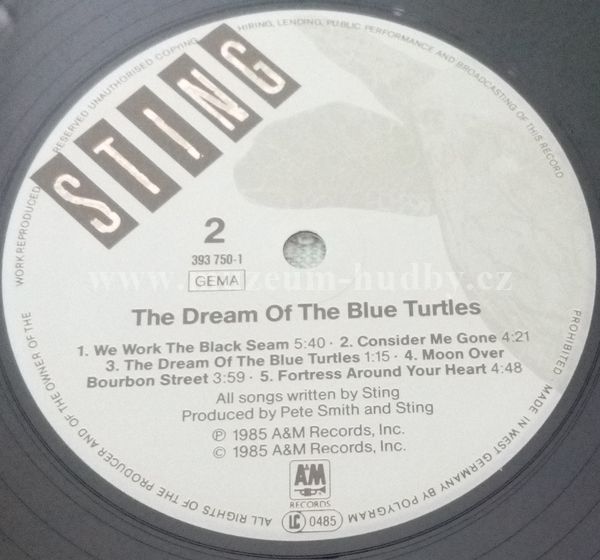 STING
2
393 750-1
GEMA
The Dream Of The Blue Turtles
1. We Work The Black Seam 5:40 · 2. Consider Me Gone 4:21
3. The Dream Of The Blue Turtles 1:15 · 4. Moon Over
Bourbon Street 3:59 · 5. Fortress Around Your Heart 4:48
All songs written by Sting
Produced by Pete Smith and Sting
℗ 1985 A&M Records, Inc.
© 1985 A&M Records, Inc.
A&M
RECORDS
LC 0485
ALL RIGHTS OF THE PRODUCER AND OF THE OWNER OF THE WORK REPRODUCED RESERVED UNAUTHORISED COPYING HIRING, LENDING, PUBLIC PERFORMANCE AND BROADCASTING OF THIS RECORD PROHIBITED MADE IN WEST GERMANY BY POLYGRAM
www.muzeum-hudby.cz